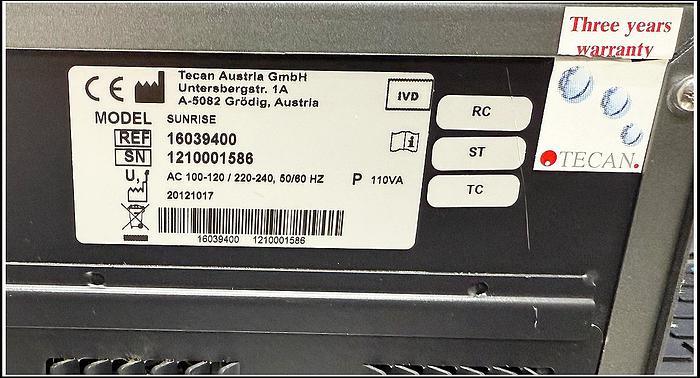 Three years
warranty
TECAN.
CE
Tecan Austria GmbH
Untersbergstr. 1A
A-5082 Grödig, Austria
IVD
MODEL SUNRISE
REF 16039400
SN 1210001586
U, f AC 100-120 / 220-240, 50/60 HZ P 110VA
20121017
16039400 1210001586
i
RC
ST
TC